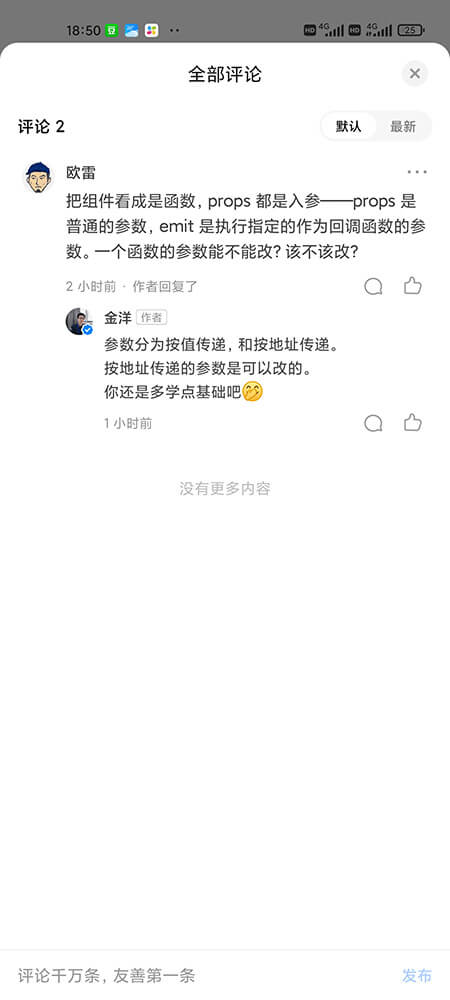 18:50
HD 4G HD 4G 25
全部评论
评论 2
默认 最新
欧雷
把组件看成是函数，props 都是入参——props 是
普通的参数，emit 是执行指定的作为回调函数的参
数。一个函数的参数能不能改？该不该改？
2 小时前 · 作者回复了
金洋 作者
参数分为按值传递，和按地址传递。
按地址传递的参数是可以改的。
你还是多学点基础吧🤭
1 小时前
没有更多内容
评论千万条，友善第一条
发布